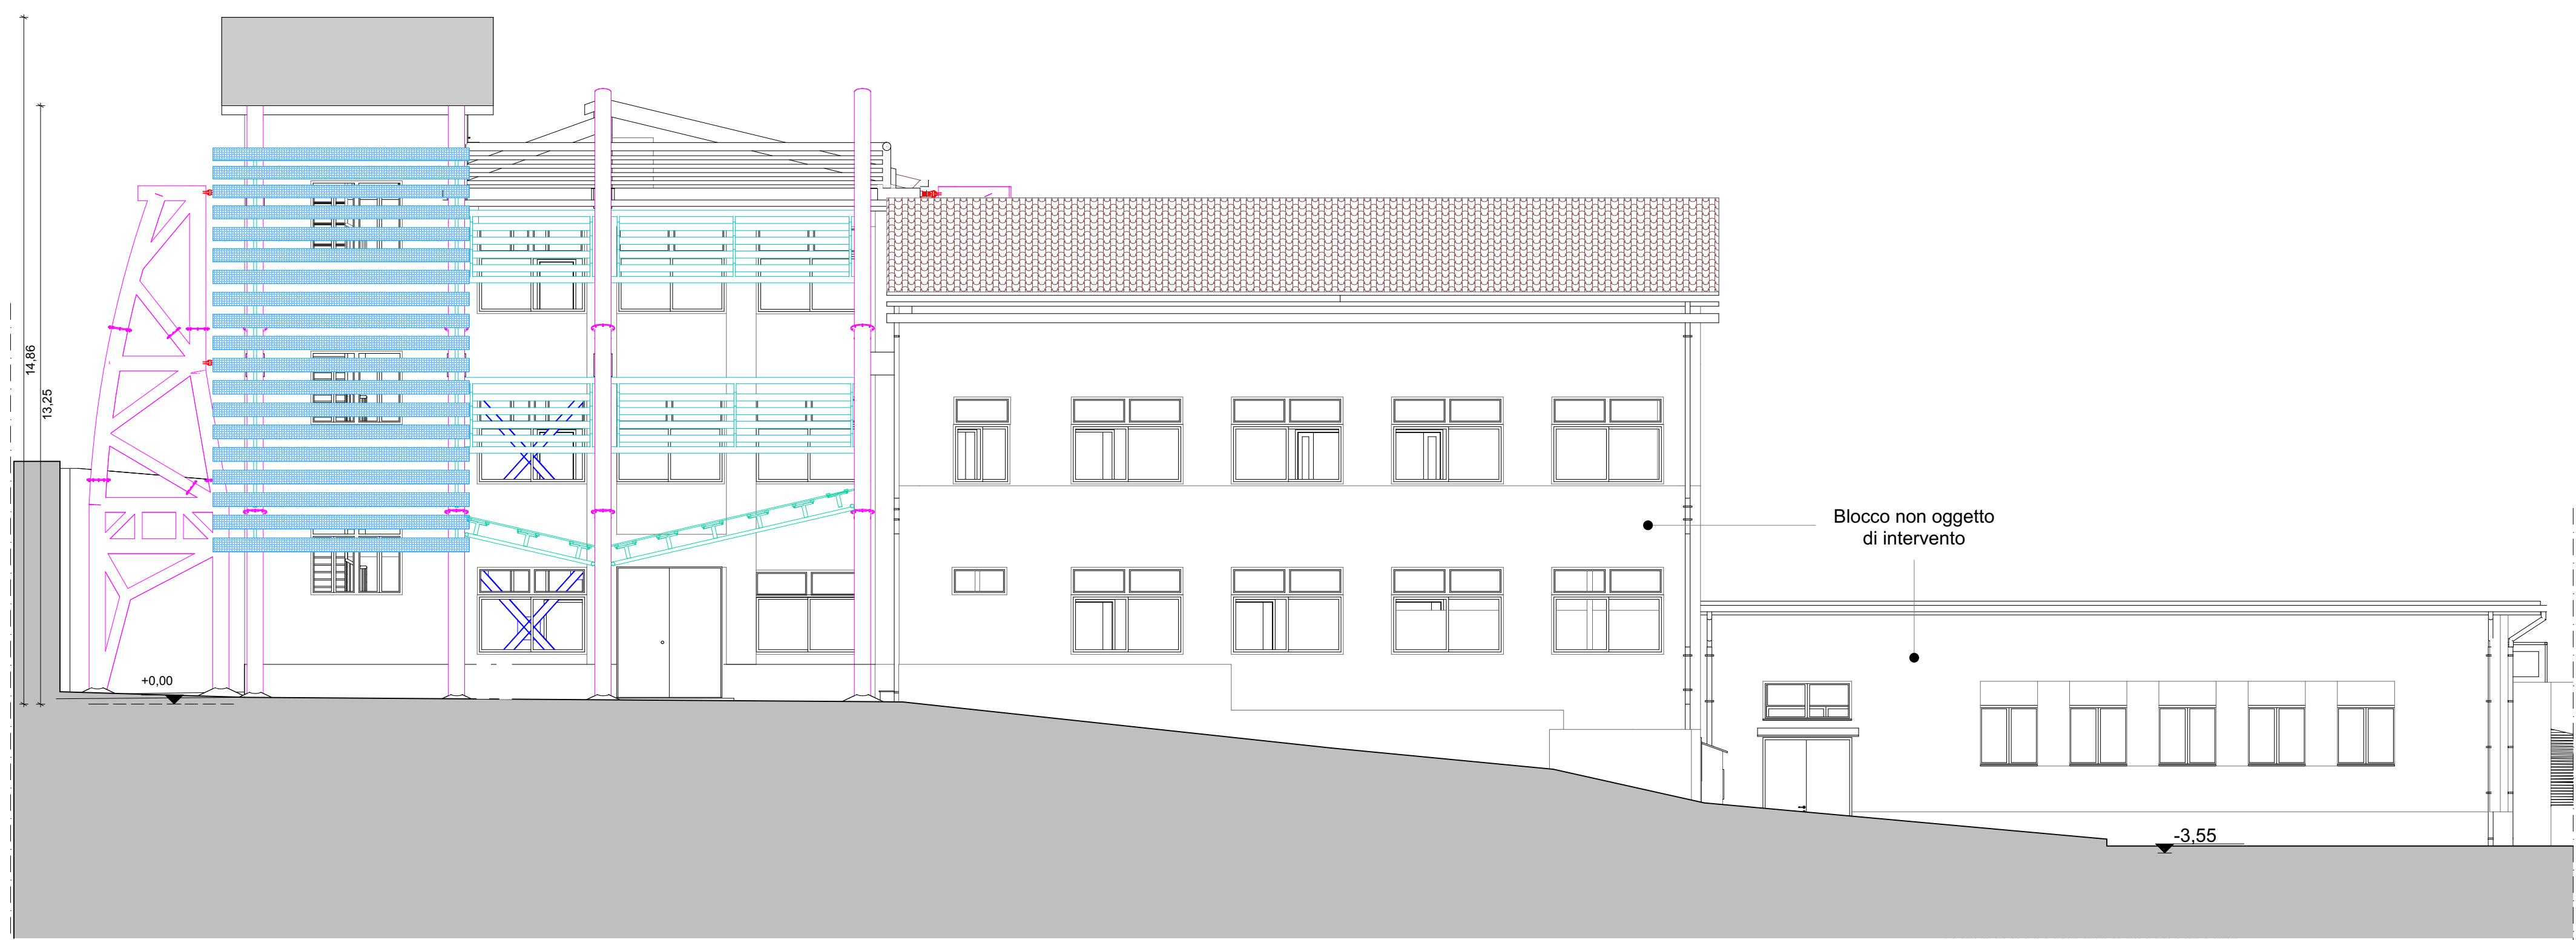 14,86
13,25
Blocco non oggetto
di intervento
+0,00
-3,55